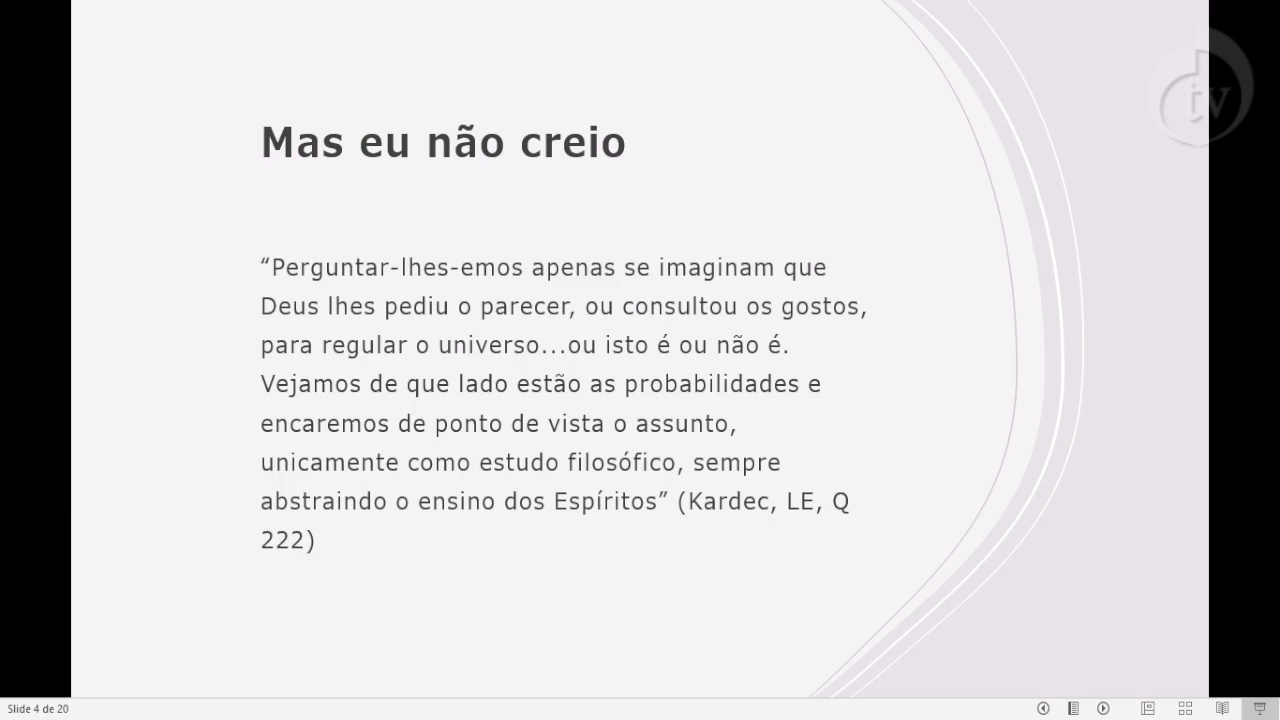 tv
Mas eu não creio
“Perguntar-lhes-emos apenas se imaginam que
Deus lhes pediu o parecer, ou consultou os gostos,
para regular o universo...ou isto é ou não é.
Vejamos de que lado estão as probabilidades e
encaremos de ponto de vista o assunto,
unicamente como estudo filosófico, sempre
abstraindo o ensino dos Espíritos” (Kardec, LE, Q
222)
Slide 4 de 20